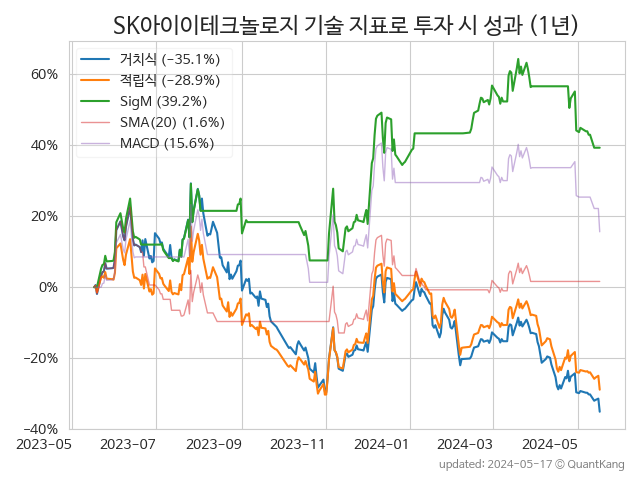 SK아이이테크놀로지 기술 지표로 투자 시 성과 (1년)
거치식 (−35.1%)
적립식 (−28.9%)
SigM (39.2%)
SMA(20) (1.6%)
MACD (15.6%)
60%
40%
20%
0%
−20%
−40%
2023-05 2023-07 2023-09 2023-11 2024-01 2024-03 2024-05
updated: 2024-05-17 © QuantKang